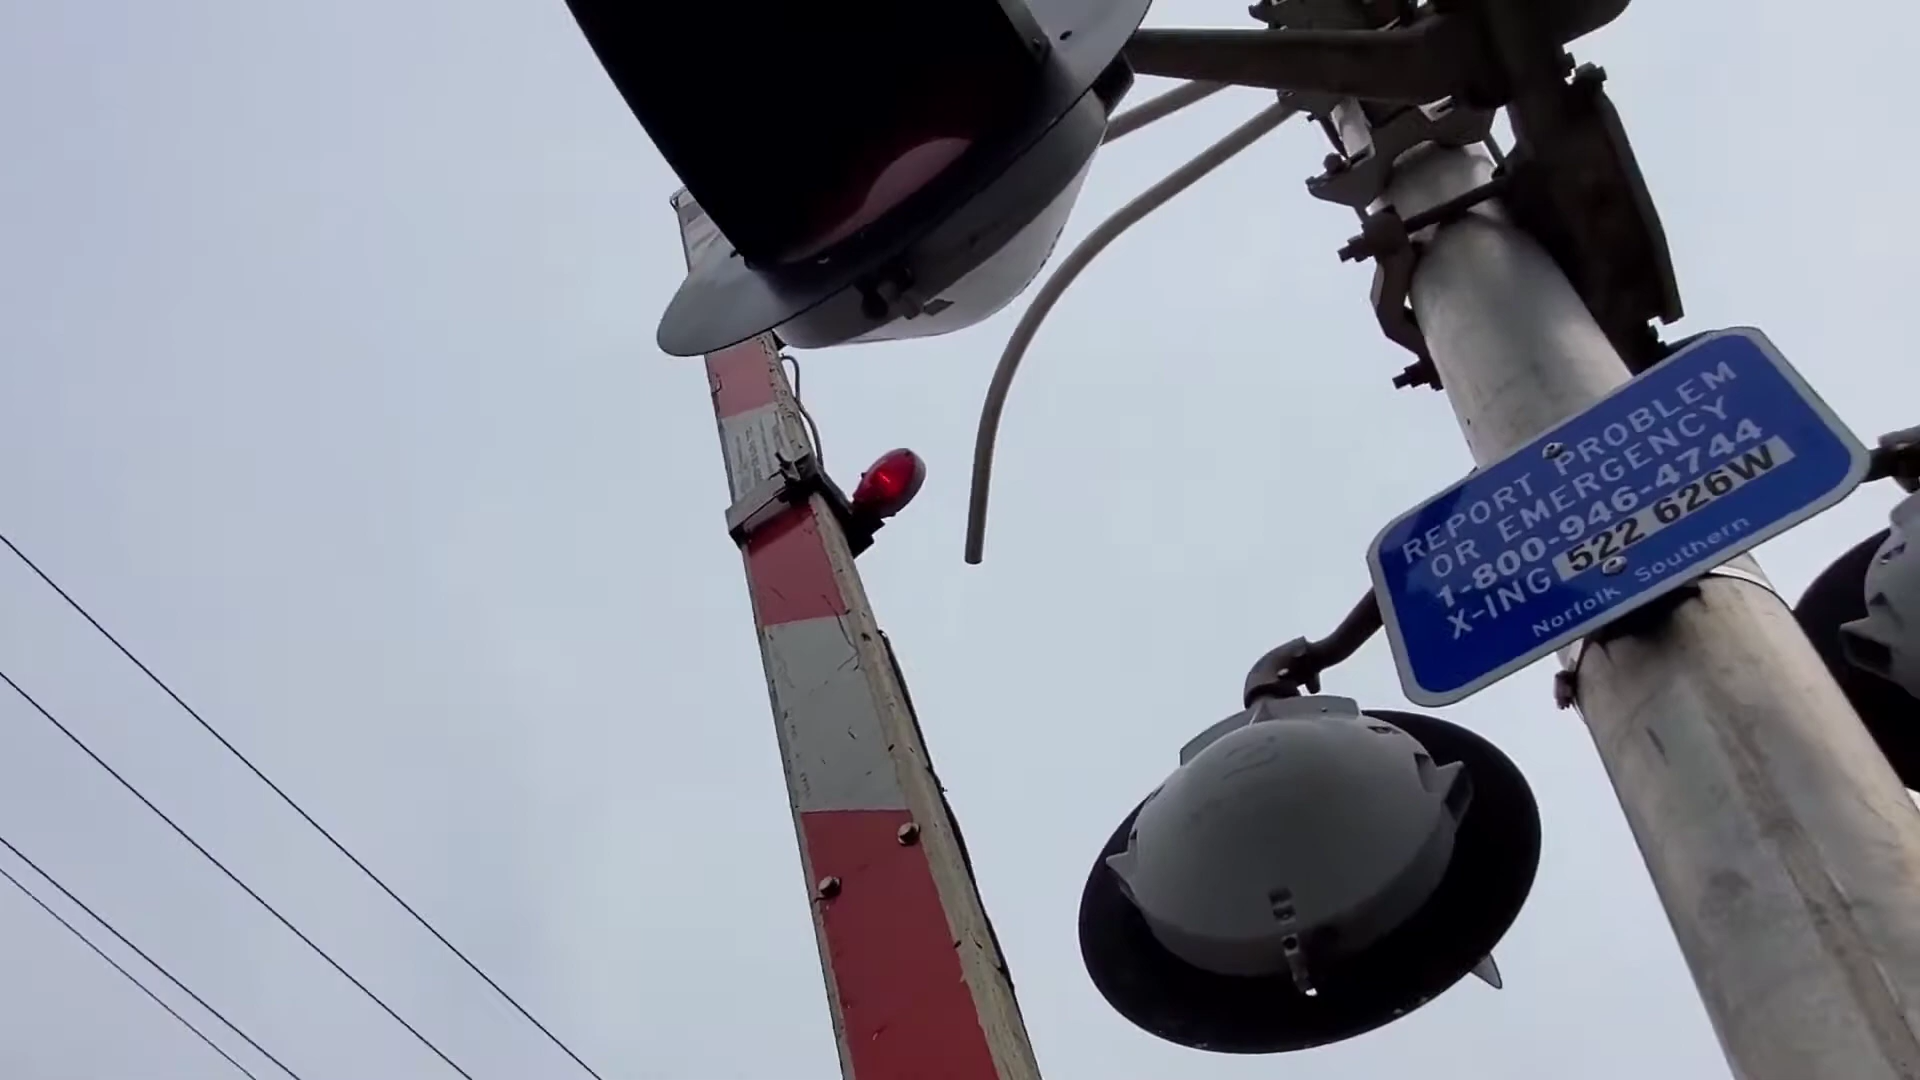 REPORT PROBLEM
OR EMERGENCY
1-800-946-4744
X-ING 522 626W
Norfolk Southern